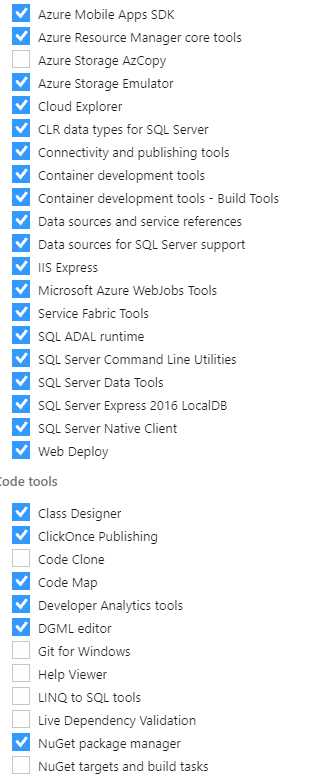 Azure Mobile Apps SDK
Azure Resource Manager core tools
Azure Storage AzCopy
Azure Storage Emulator
Cloud Explorer
CLR data types for SQL Server
Connectivity and publishing tools
Container development tools
Container development tools - Build Tools
Data sources and service references
Data sources for SQL Server support
IIS Express
Microsoft Azure WebJobs Tools
Service Fabric Tools
SQL ADAL runtime
SQL Server Command Line Utilities
SQL Server Data Tools
SQL Server Express 2016 LocalDB
SQL Server Native Client
Web Deploy
Code tools
Class Designer
ClickOnce Publishing
Code Clone
Code Map
Developer Analytics tools
DGML editor
Git for Windows
Help Viewer
LINQ to SQL tools
Live Dependency Validation
NuGet package manager
NuGet targets and build tasks